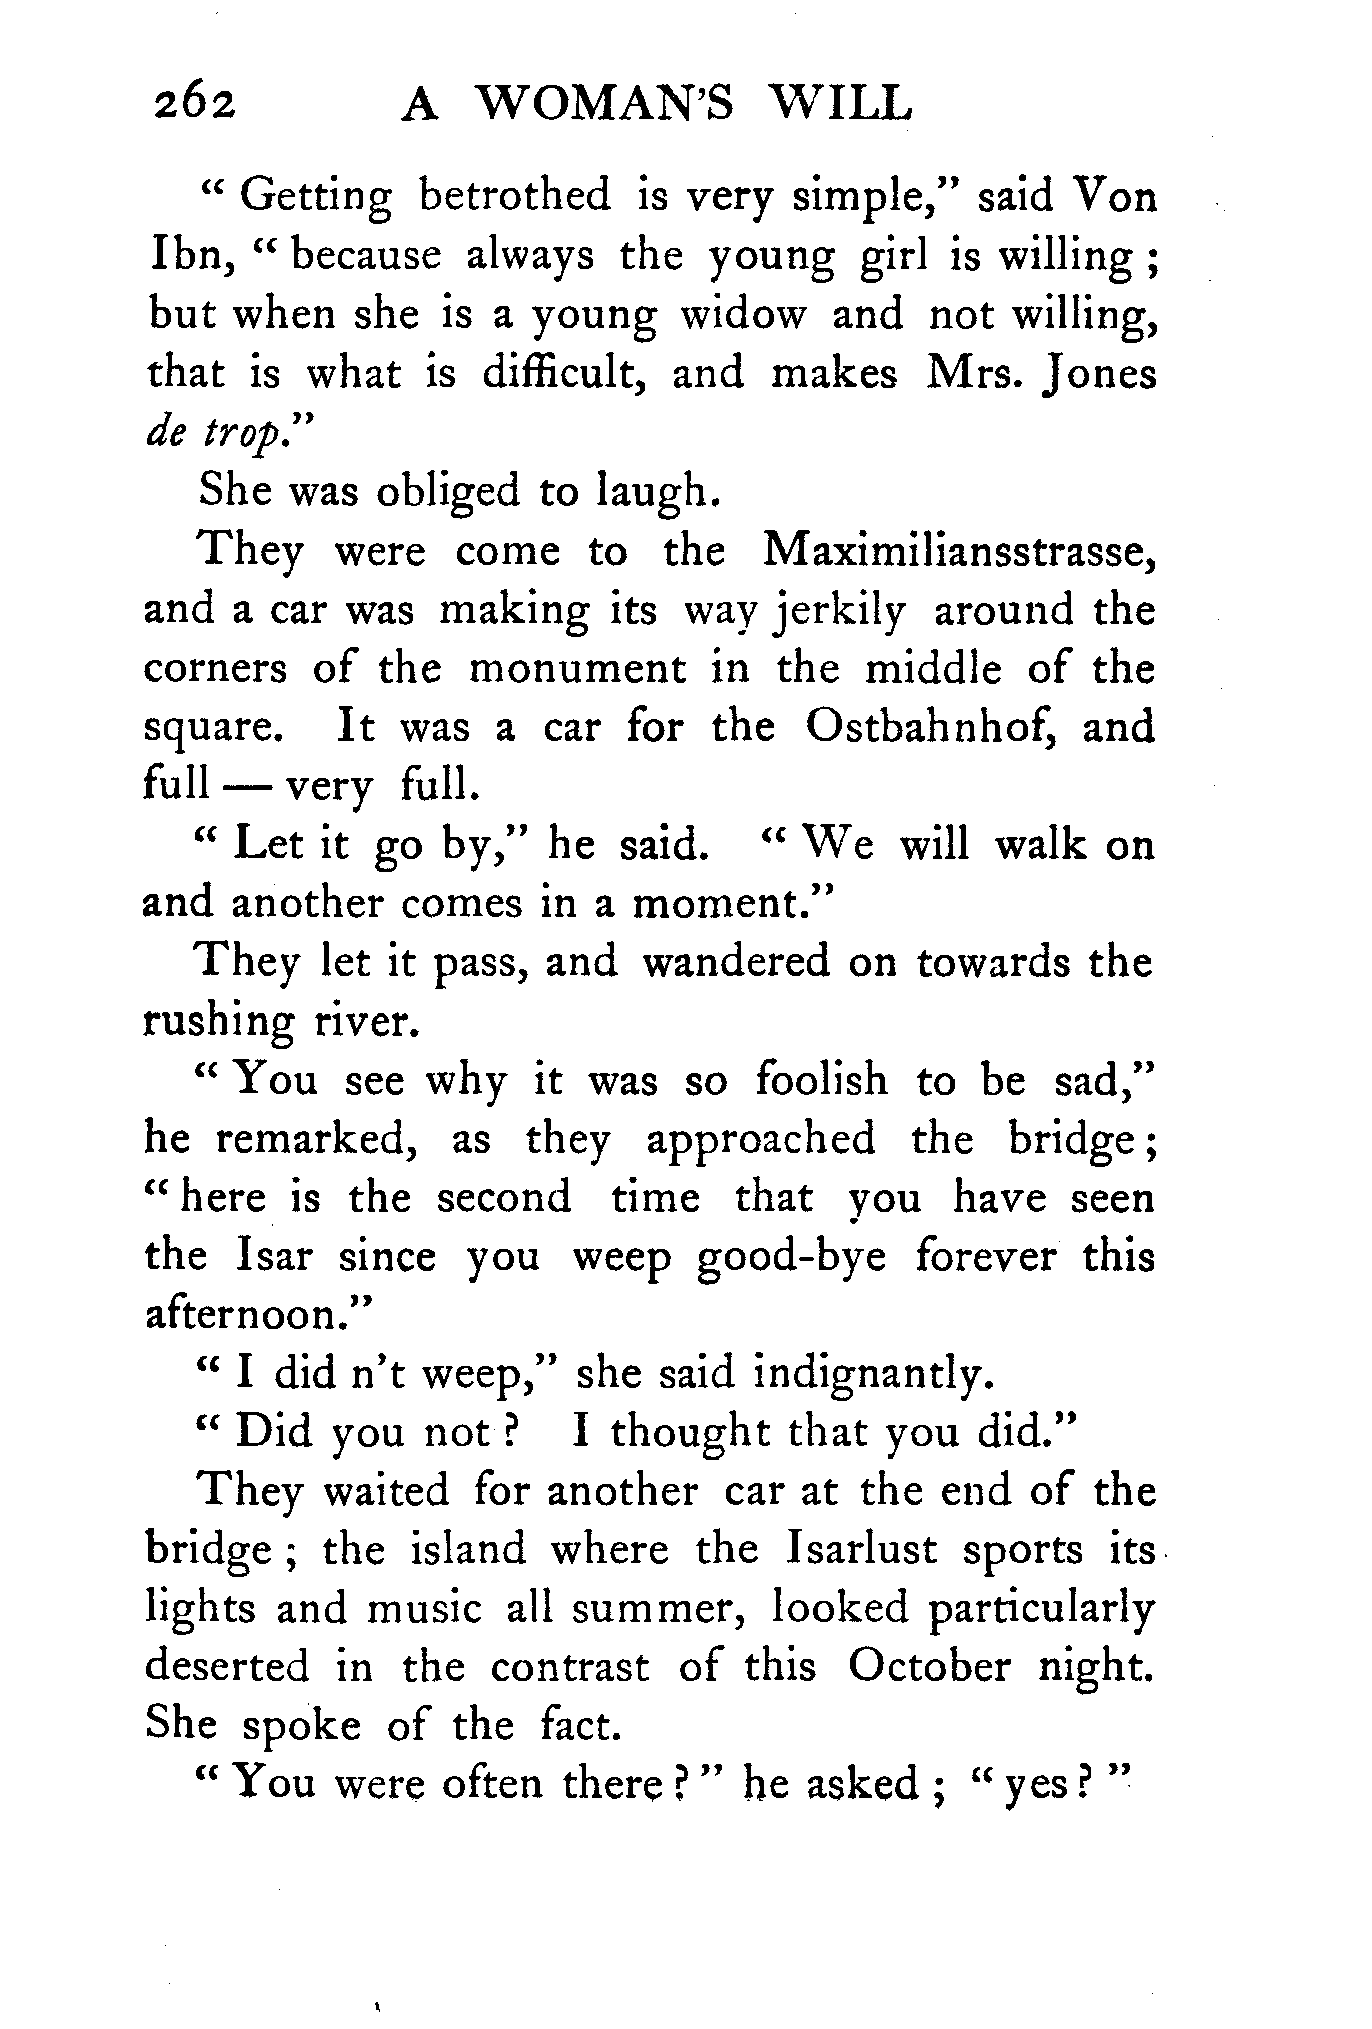 262 A WOMAN'S WILL
“ Getting betrothed is very simple,” said Von
Ibn, “ because always the young girl is willing ;
but when she is a young widow and not willing,
that is what is difficult, and makes Mrs. Jones
de trop.”
She was obliged to laugh.
They were come to the Maximiliansstrasse,
and a car was making its way jerkily around the
corners of the monument in the middle of the
square. It was a car for the Ostbahnhof, and
full — very full.
“ Let it go by,” he said. “ We will walk on
and another comes in a moment.”
They let it pass, and wandered on towards the
rushing river.
“ You see why it was so foolish to be sad,”
he remarked, as they approached the bridge ;
“ here is the second time that you have seen
the Isar since you weep good-bye forever this
afternoon.”
“ I did n't weep,” she said indignantly.
“ Did you not ? I thought that you did.”
They waited for another car at the end of the
bridge ; the island where the Isarlust sports its
lights and music all summer, looked particularly
deserted in the contrast of this October night.
She spoke of the fact.
“ You were often there ? ” he asked ; “ yes ? ”